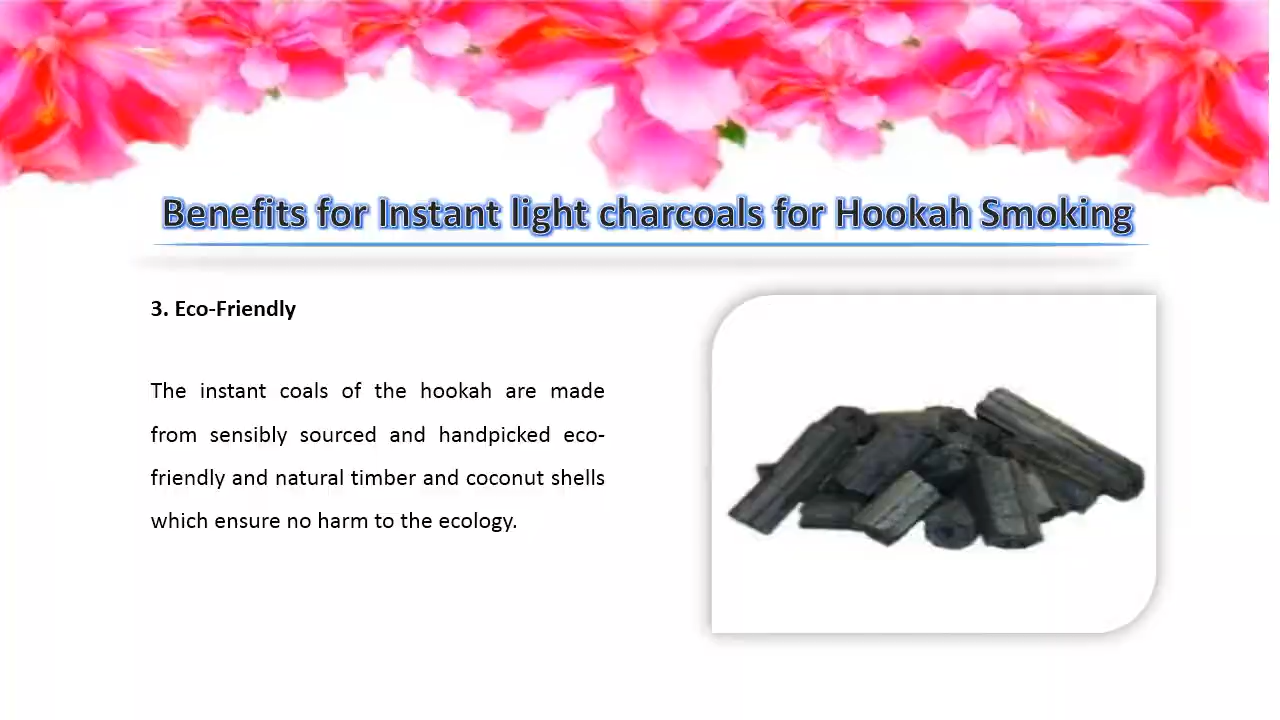 Benefits for Instant light charcoals for Hookah Smoking
3. Eco-Friendly
The instant coals of the hookah are made
from sensibly sourced and handpicked eco-
friendly and natural timber and coconut shells
which ensure no harm to the ecology.